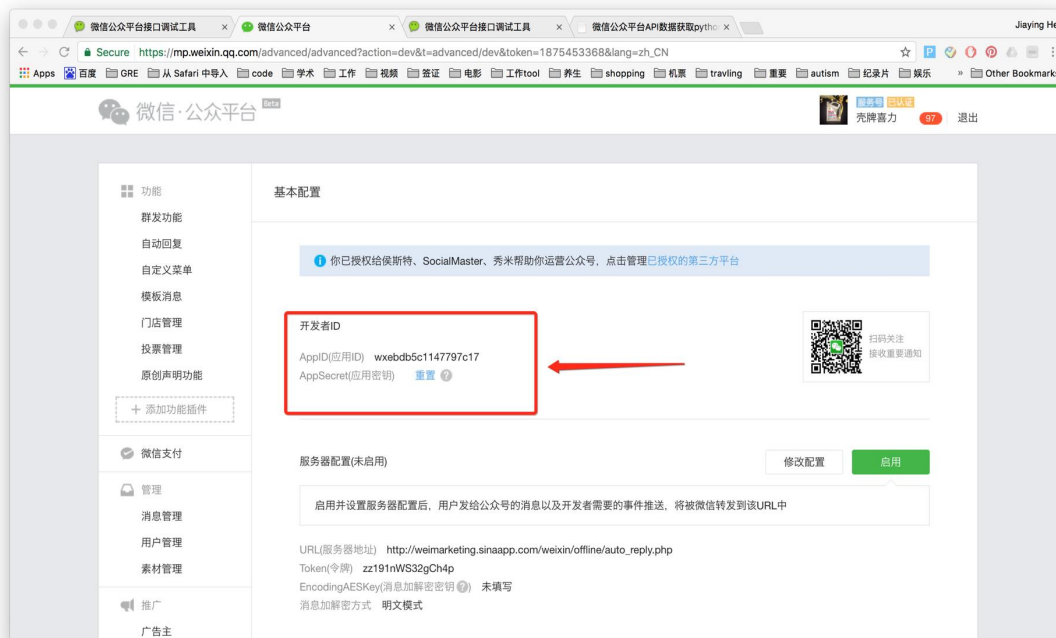 微信公众平台接口调试工具 × 微信公众平台 × 微信公众平台接口调试工具 × 微信公众平台API数据获取pytho × Jiaying He
Secure https://mp.weixin.qq.com/advanced/advanced?action=dev&t=advanced/dev&token=1875453368&lang=zh_CN
Apps 百度 GRE 从 Safari 中导入 code 学术 工作 视频 签证 电影 工作tool 养生 shopping 机票 travling 重要 autism 纪录片 娱乐 » Other Bookmarks
微信·公众平台 Beta
服务号 已认证
壳牌喜力 97 退出
功能
基本配置
群发功能
自动回复
自定义菜单
你已授权给侯斯特、SocialMaster、秀米帮助你运营公众号，点击管理已授权的第三方平台
模板消息
门店管理
投票管理
原创声明功能
+ 添加功能插件
开发者ID
AppID(应用ID) wxebdb5c1147797c17
AppSecret(应用密钥) 重置 ?
扫码关注
接收重要通知
微信支付
服务器配置(未启用) 修改配置 启用
管理
消息管理
用户管理
素材管理
启用并设置服务器配置后，用户发给公众号的消息以及开发者需要的事件推送，将被微信转发到该URL中
URL(服务器地址) http://weimarketing.sinaapp.com/weixin/offline/auto_reply.php
Token(令牌) zz191nWS32gCh4p
EncodingAESKey(消息加解密密钥 ?) 未填写
消息加解密方式 明文模式
推广
广告主